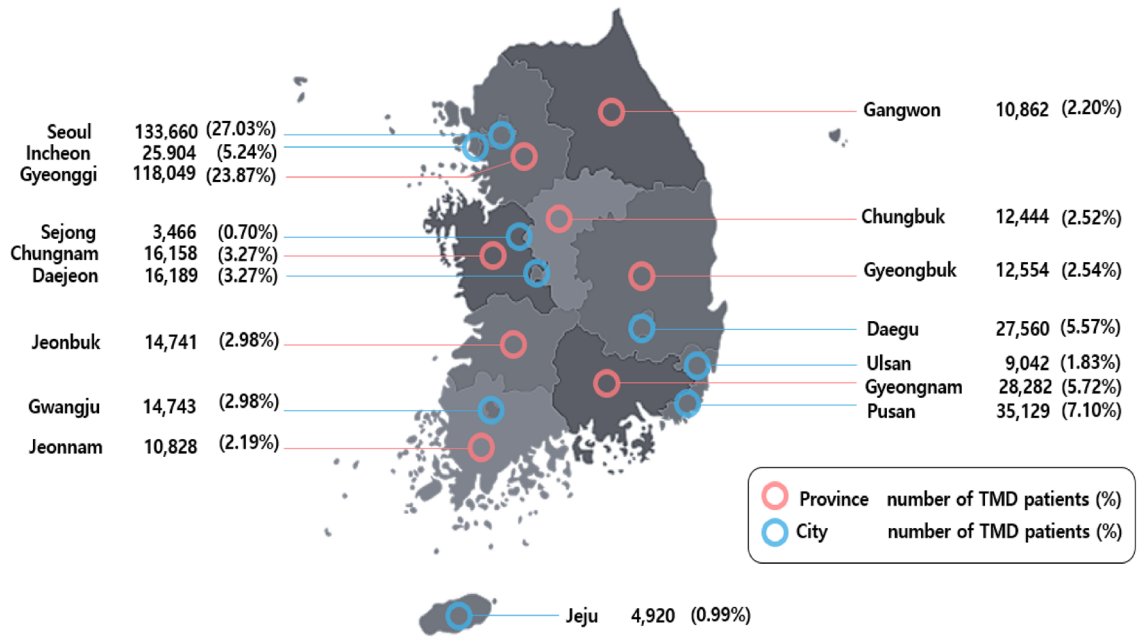 Seoul 133,660 (27.03%)
Incheon 25.904 (5.24%)
Gyeonggi 118,049 (23.87%)
Sejong 3,466 (0.70%)
Chungnam 16,158 (3.27%)
Daejeon 16,189 (3.27%)
Jeonbuk 14,741 (2.98%)
Gwangju 14,743 (2.98%)
Jeonnam 10,828 (2.19%)
Gangwon 10,862 (2.20%)
Chungbuk 12,444 (2.52%)
Gyeongbuk 12,554 (2.54%)
Daegu 27,560 (5.57%)
Ulsan 9,042 (1.83%)
Gyeongnam 28,282 (5.72%)
Pusan 35,129 (7.10%)
Province number of TMD patients (%)
City number of TMD patients (%)
Jeju 4,920 (0.99%)